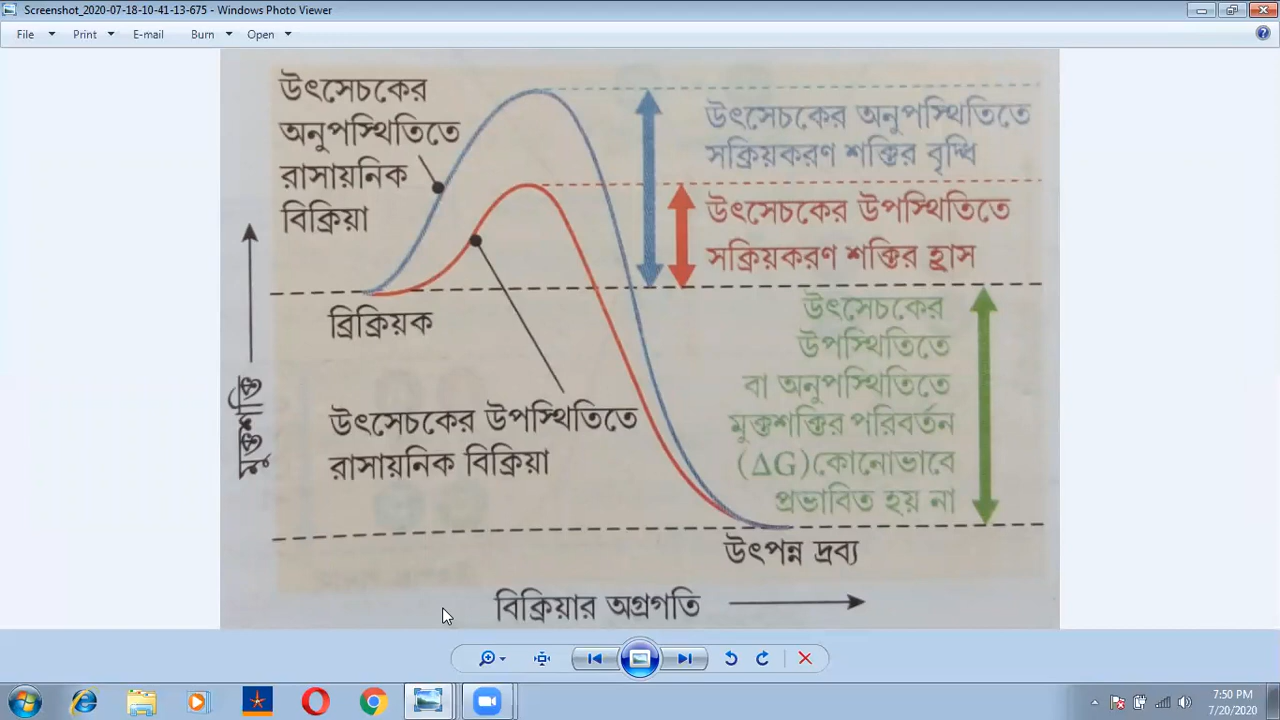 Screenshot_2020-07-18-10-41-13-675 - Windows Photo Viewer
File Print E-mail Burn Open
উৎসেচকের
অনুপস্থিতিতে
রাসায়নিক
বিক্রিয়া
উৎসেচকের অনুপস্থিতিতে
সক্রিয়করণ শক্তির বৃদ্ধি
উৎসেচকের উপস্থিতিতে
সক্রিয়করণ শক্তির হ্রাস
ব্রিক্রিয়ক
উৎসেচকের উপস্থিতিতে
রাসায়নিক বিক্রিয়া
উৎসেচকের
উপস্থিতিতে
বা অনুপস্থিতিতে
মুক্তশক্তির পরিবর্তন
(ΔG) কোনোভাবে
প্রভাবিত হয় না
মুক্তশক্তি
উৎপন্ন দ্রব্য
বিক্রিয়ার অগ্রগতি
7:50 PM
7/20/2020